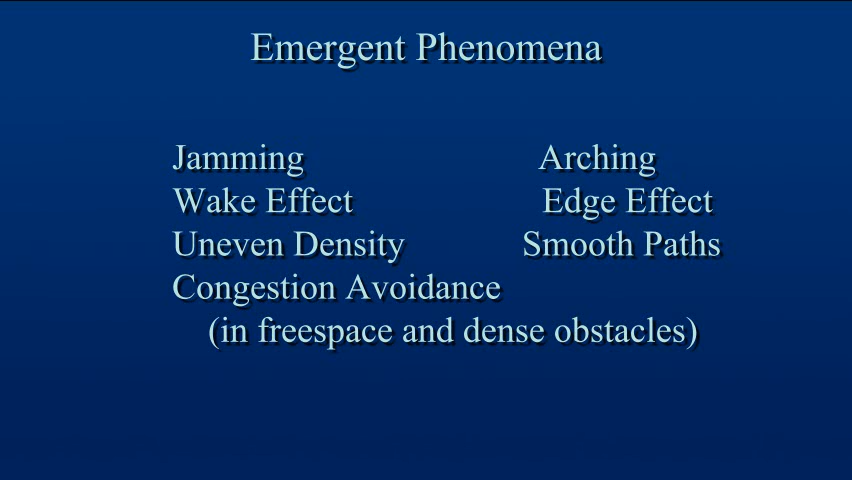 Emergent Phenomena
Jamming Arching
Wake Effect Edge Effect
Uneven Density Smooth Paths
Congestion Avoidance
(in freespace and dense obstacles)